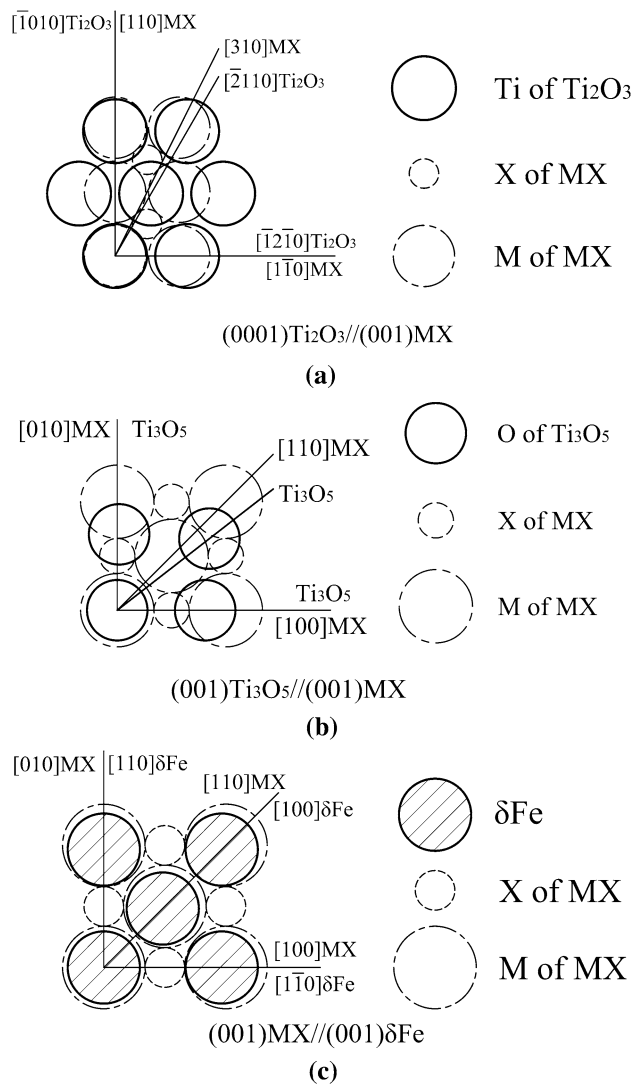 [1̅010]Ti₂O₃ [110]MX
[310]MX
[2̅110]Ti₂O₃
Ti of Ti₂O₃
X of MX
[1̅21̅0]Ti₂O₃
[11̅0]MX
M of MX
(0001)Ti₂O₃//(001)MX
(a)
[010]MX Ti₃O₅
[110]MX
O of Ti₃O₅
Ti₃O₅
X of MX
Ti₃O₅
[100]MX
M of MX
(001)Ti₃O₅//(001)MX
(b)
[010]MX [110]δFe
[110]MX
[100]δFe
δFe
X of MX
[100]MX
[11̅0]δFe
M of MX
(001)MX//(001)δFe
(c)